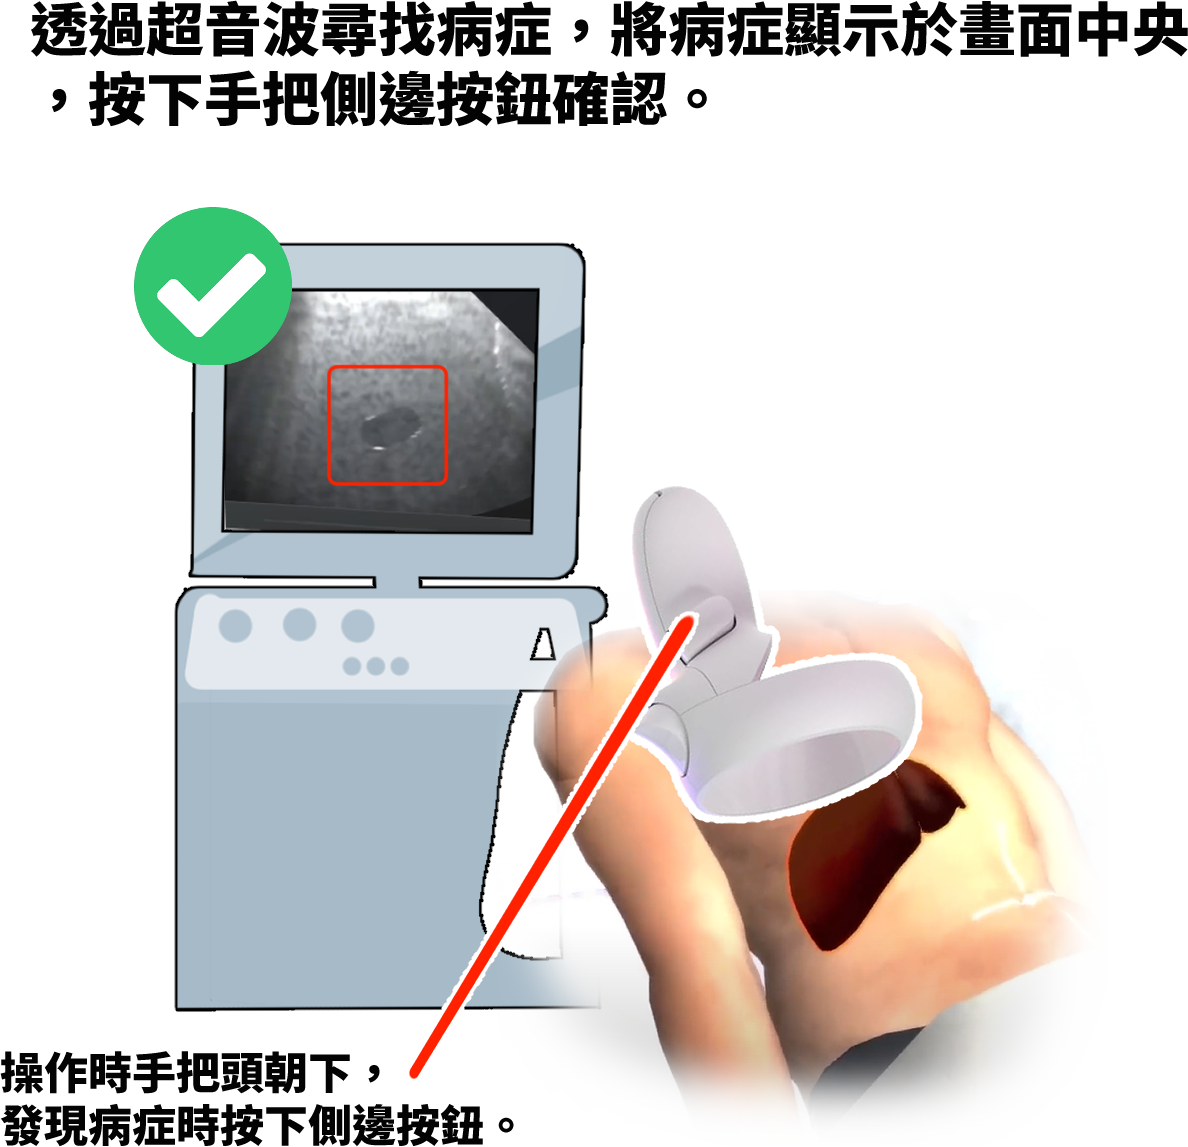 透過超音波尋找病症，將病症顯示於畫面中央
，按下手把側邊按鈕確認。
操作時手把頭朝下，
發現病症時按下側邊按鈕。